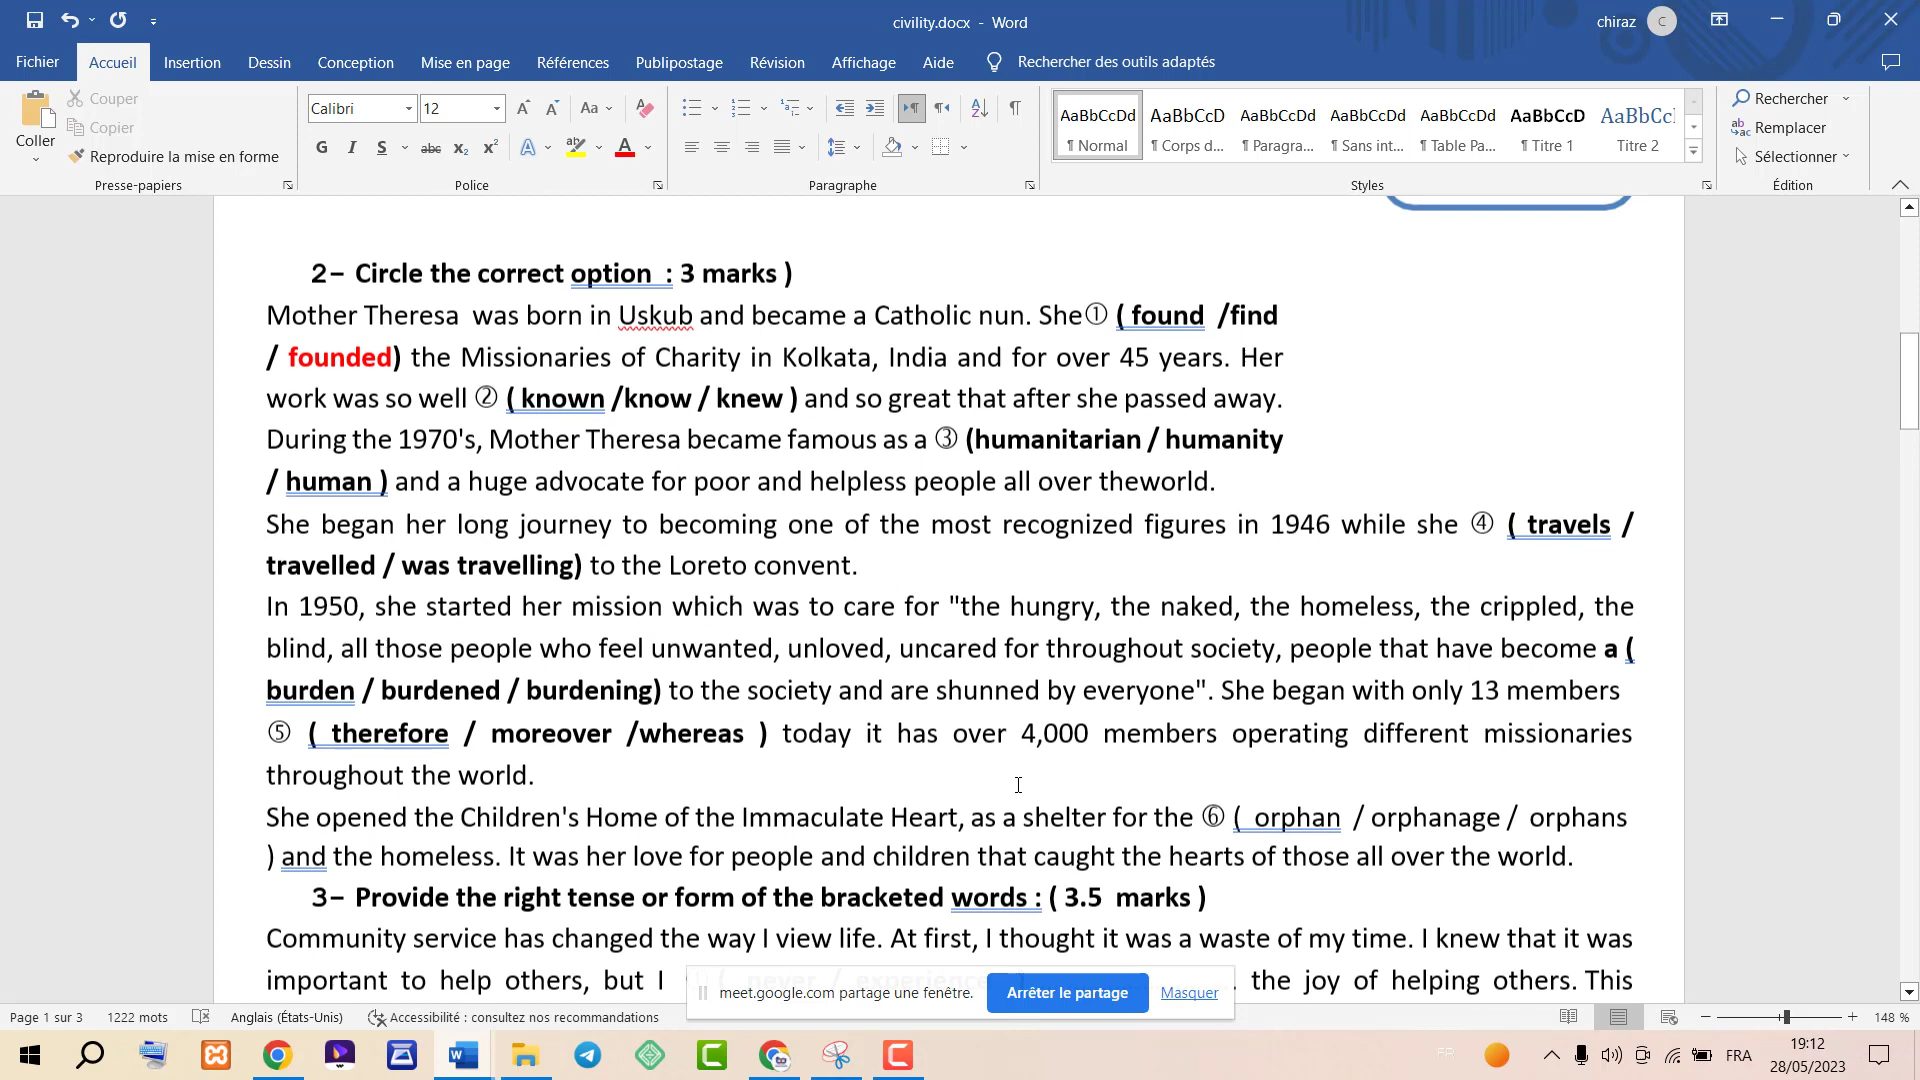 civility.docx - Word
chiraz C
Fichier Accueil Insertion Dessin Conception Mise en page Références Publipostage Révision Affichage Aide Rechercher des outils adaptés
Coller
Couper
Copier
Reproduire la mise en forme
Presse-papiers
Calibri 12
G I S abc x₂ x² A A
Police
Paragraphe
AaBbCcDd AaBbCcD AaBbCcDd AaBbCcDd AaBbCcDd AaBbCcD AaBbCc
¶ Normal ¶ Corps d... ¶ Paragra... ¶ Sans int... ¶ Table Pa... ¶ Titre 1 Titre 2
Styles
Rechercher
Remplacer
Sélectionner
Édition
2– Circle the correct option : 3 marks )
Mother Theresa was born in Uskub and became a Catholic nun. She① ( found /find
/ founded) the Missionaries of Charity in Kolkata, India and for over 45 years. Her
work was so well ② ( known /know / knew ) and so great that after she passed away.
During the 1970's, Mother Theresa became famous as a ③ (humanitarian / humanity
/ human ) and a huge advocate for poor and helpless people all over theworld.
She began her long journey to becoming one of the most recognized figures in 1946 while she ④ ( travels /
travelled / was travelling) to the Loreto convent.
In 1950, she started her mission which was to care for "the hungry, the naked, the homeless, the crippled, the
blind, all those people who feel unwanted, unloved, uncared for throughout society, people that have become a (
burden / burdened / burdening) to the society and are shunned by everyone". She began with only 13 members
⑤ ( therefore / moreover /whereas ) today it has over 4,000 members operating different missionaries
throughout the world.
She opened the Children's Home of the Immaculate Heart, as a shelter for the ⑥ ( orphan / orphanage / orphans
) and the homeless. It was her love for people and children that caught the hearts of those all over the world.
3– Provide the right tense or form of the bracketed words : ( 3.5 marks )
Community service has changed the way I view life. At first, I thought it was a waste of my time. I knew that it was
important to help others, but I ( never / experience the joy of helping others. This
meet.google.com partage une fenêtre. Arrêter le partage Masquer
Page 1 sur 3 1222 mots Anglais (États-Unis) Accessibilité : consultez nos recommandations 148 %
FRA
19:12
28/05/2023